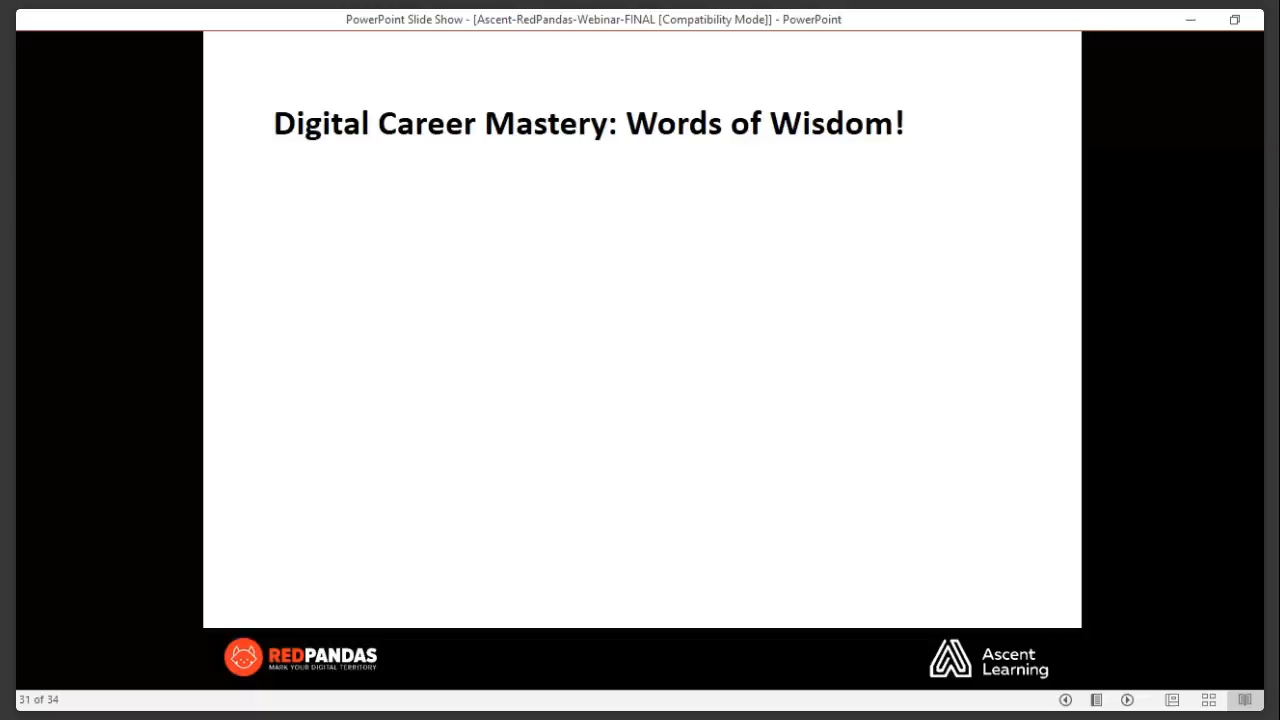 PowerPoint Slide Show - [Ascent-RedPandas-Webinar-FINAL [Compatibility Mode]] - PowerPoint
Digital Career Mastery: Words of Wisdom!
REDPANDAS
MARK YOUR DIGITAL TERRITORY
Ascent
Learning
31 of 34